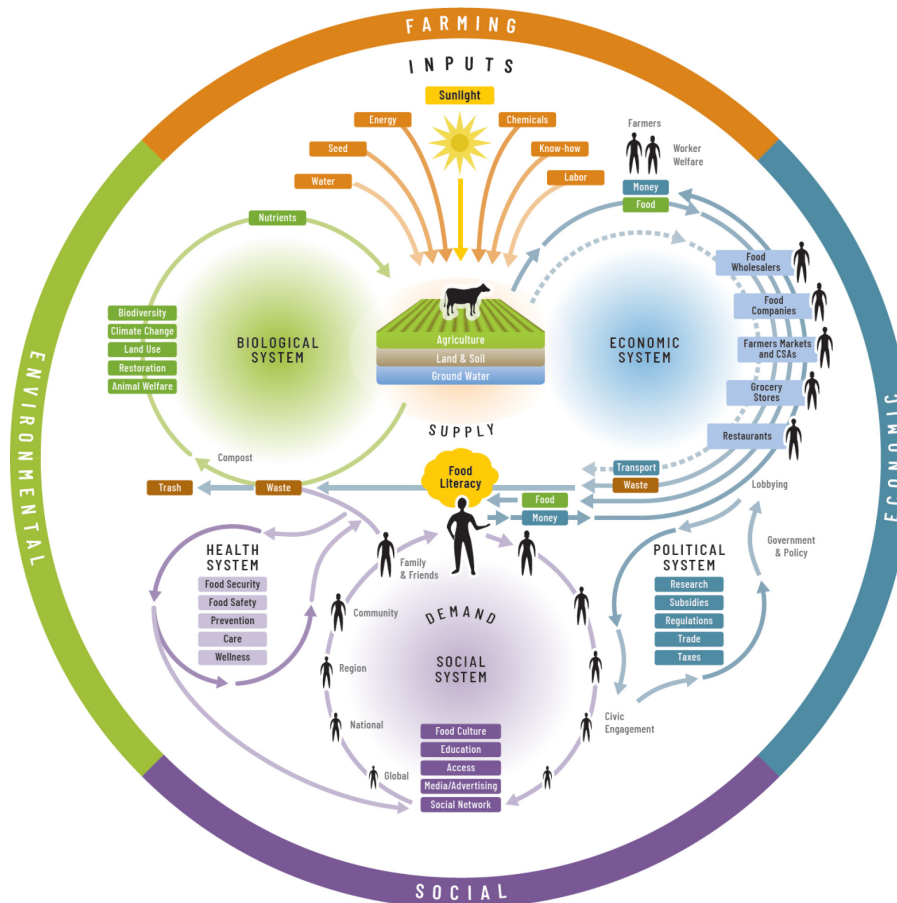 FARMING
INPUTS
Sunlight
Energy
Chemicals
Seed
Know-how
Water
Labor
Farmers
Worker
Welfare
Money
Food
Nutrients
Food
Wholesalers
Food
Companies
Farmers Markets
and CSAs
Grocery
Stores
Restaurants
Biodiversity
Climate Change
Land Use
Restoration
Animal Welfare
BIOLOGICAL
SYSTEM
Agriculture
Land & Soil
Ground Water
ECONOMIC
SYSTEM
ENVIRONMENTAL
ECONOMIC
SUPPLY
Compost
Trash
Waste
Food
Literacy
Transport
Waste
Food
Money
Lobbying
HEALTH
SYSTEM
Food Security
Food Safety
Prevention
Care
Wellness
Family
& Friends
Community
Region
National
Global
DEMAND
SOCIAL
SYSTEM
Food Culture
Education
Access
Media/Advertising
Social Network
POLITICAL
SYSTEM
Research
Subsidies
Regulations
Trade
Taxes
Government
& Policy
Civic
Engagement
SOCIAL